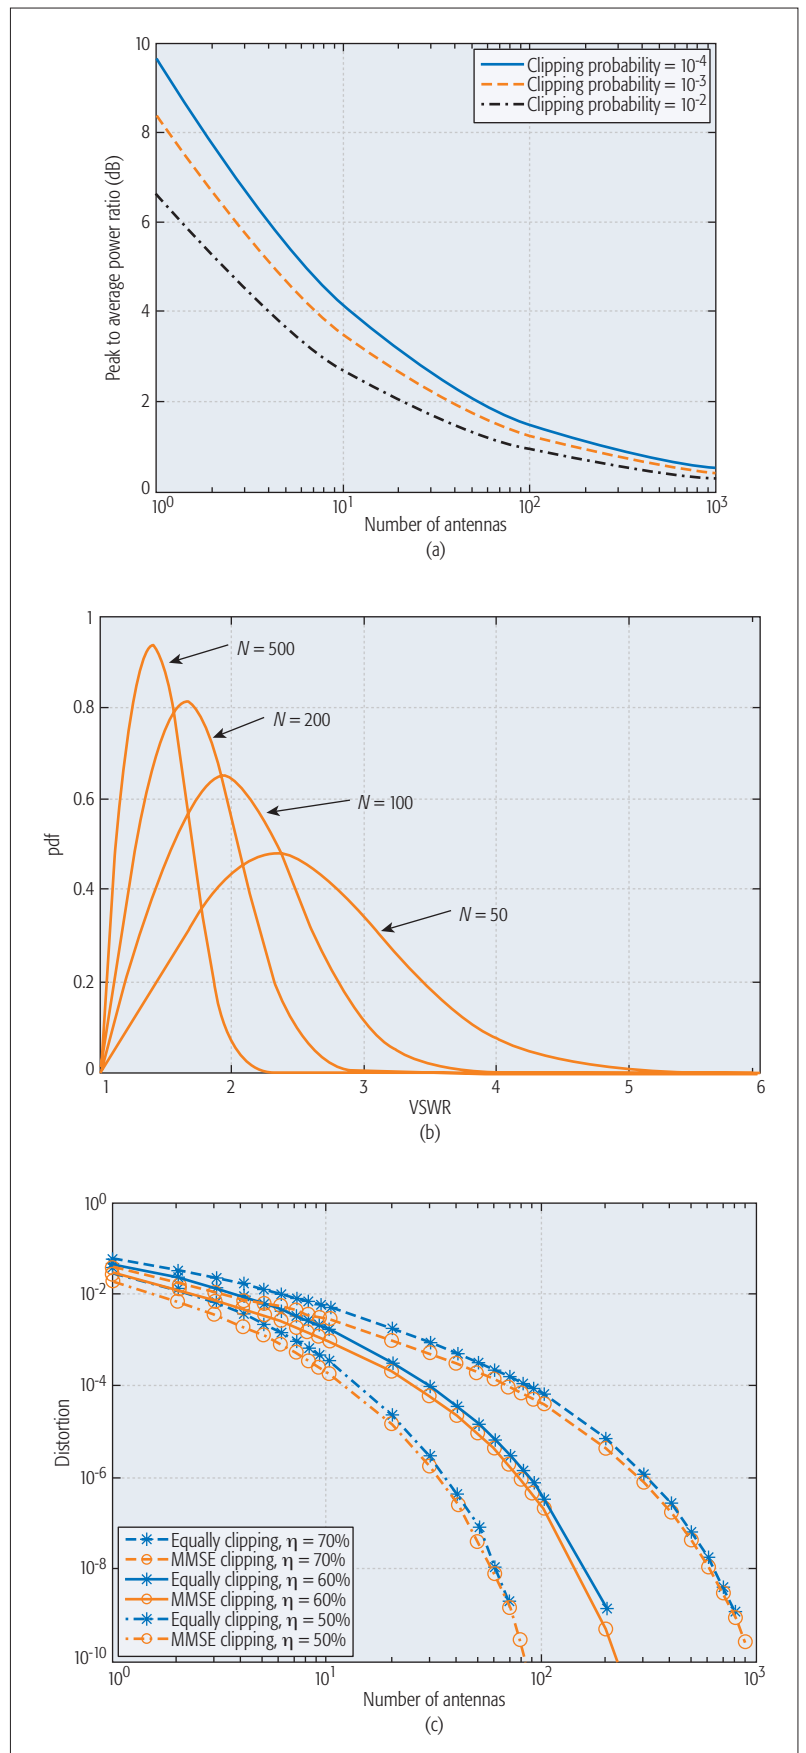 10
8
6
4
2
0
Peak to average power ratio (dB)
Clipping probability = 10⁻⁴
Clipping probability = 10⁻³
Clipping probability = 10⁻²
10⁰ 10¹ 10² 10³
Number of antennas
(a)
1
0.8
0.6
0.4
0.2
0
pdf
N = 500
N = 200
N = 100
N = 50
1 2 3 4 5 6
VSWR
(b)
10⁰
10⁻²
10⁻⁴
10⁻⁶
10⁻⁸
10⁻¹⁰
Distortion
Equally clipping, η = 70%
MMSE clipping, η = 70%
Equally clipping, η = 60%
MMSE clipping, η = 60%
Equally clipping, η = 50%
MMSE clipping, η = 50%
10⁰ 10¹ 10² 10³
Number of antennas
(c)